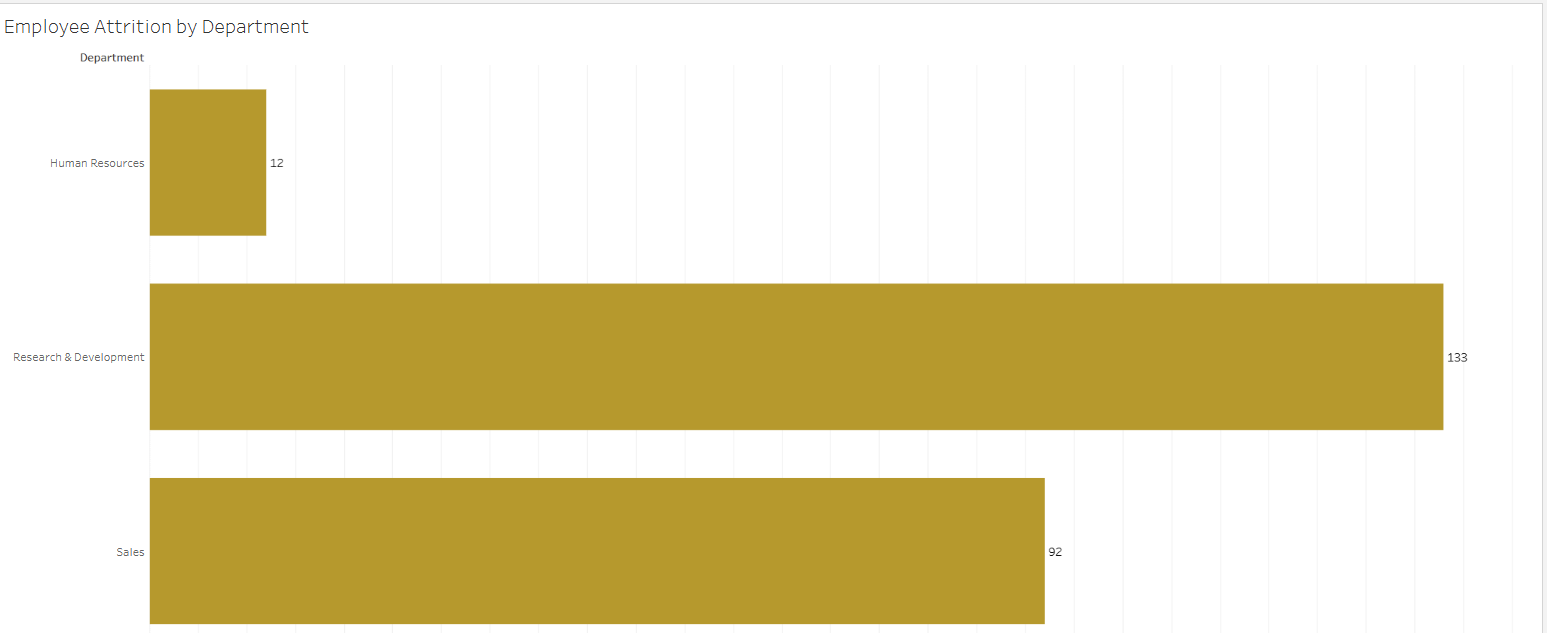 Employee Attrition by Department
Department
Human Resources
12
Research & Development
133
Sales
92